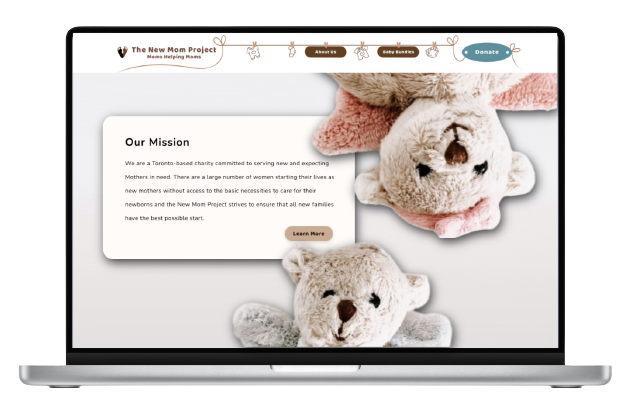 The New Mom Project
Moms Helping Moms
About Us
Baby Bundles
Donate
Our Mission
We are a Toronto-based charity committed to serving new and expecting
Mothers in need. There are a large number of women starting their lives as
new mothers without access to the basic necessities to care for their
newborns and the New Mom Project strives to ensure that all new families
have the best possible start.
Learn More